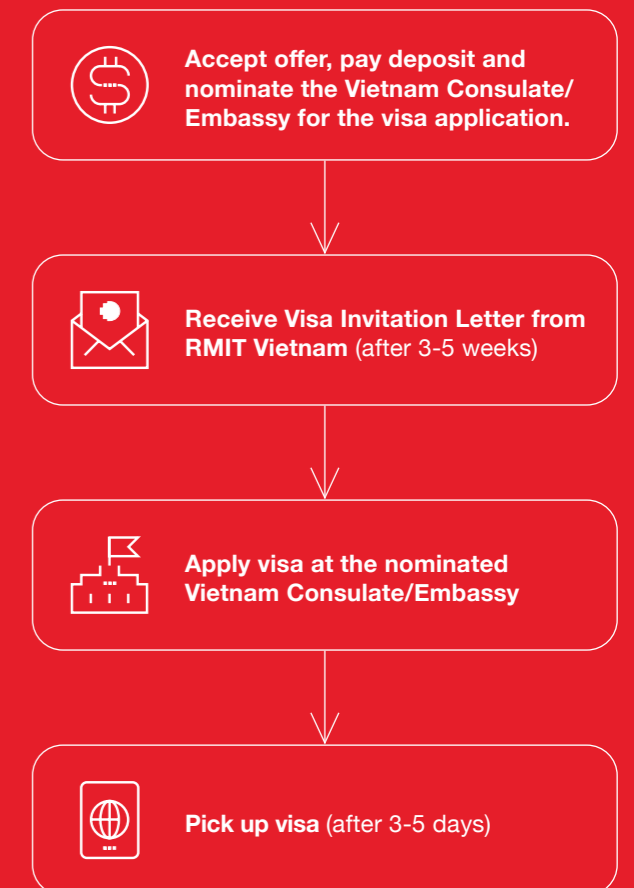 Accept offer, pay deposit and
nominate the Vietnam Consulate/
Embassy for the visa application.
Receive Visa Invitation Letter from
RMIT Vietnam (after 3-5 weeks)
Apply visa at the nominated
Vietnam Consulate/Embassy
Pick up visa (after 3-5 days)